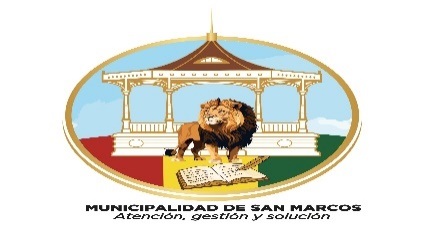 MUNICIPALIDAD DE SAN MARCOS
Atención, gestión y solución